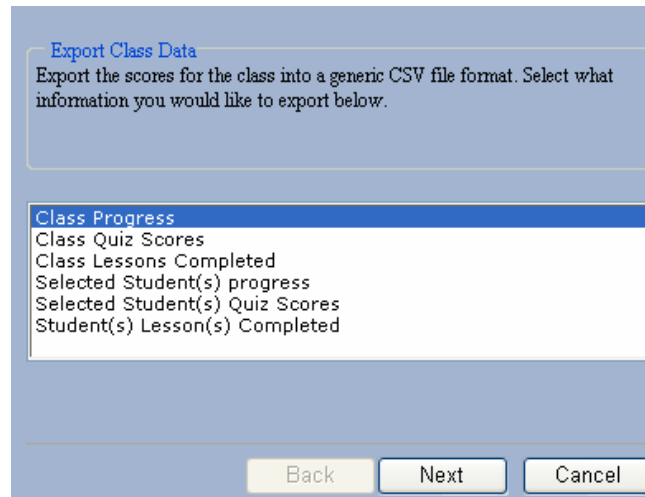 Export Class Data
Export the scores for the class into a generic CSV file format. Select what
information you would like to export below.
Class Progress
Class Quiz Scores
Class Lessons Completed
Selected Student(s) progress
Selected Student(s) Quiz Scores
Student(s) Lesson(s) Completed
Back
Next
Cancel